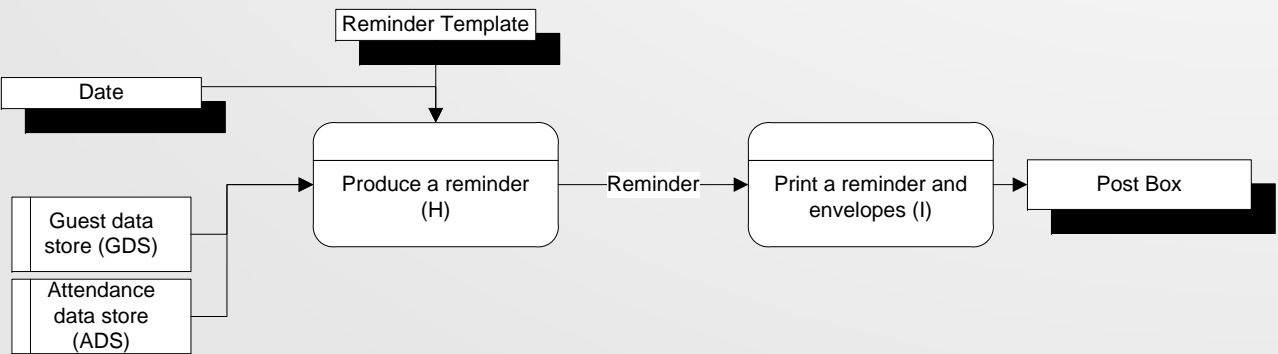 Reminder Template
Date
Produce a reminder
(H)
Reminder
Print a reminder and
envelopes (I)
Post Box
Guest data
store (GDS)
Attendance
data store
(ADS)